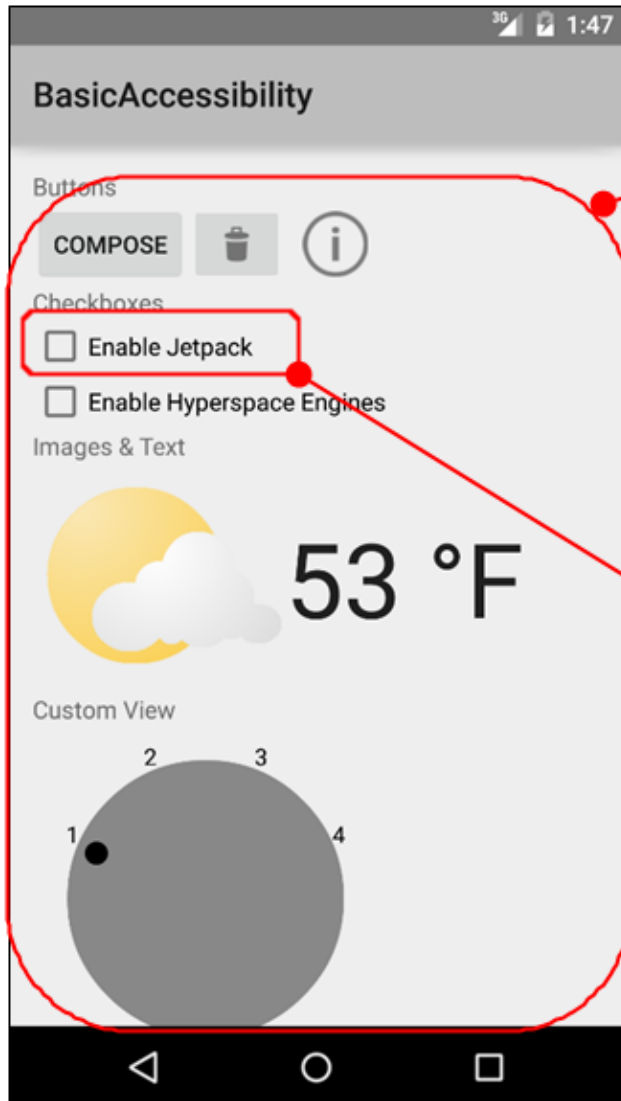 3G 1:47
BasicAccessibility
Buttons
COMPOSE i
Checkboxes
Enable Jetpack
Enable Hyperspace Engines
Images & Text
53 °F
Custom View
2 3
1 4